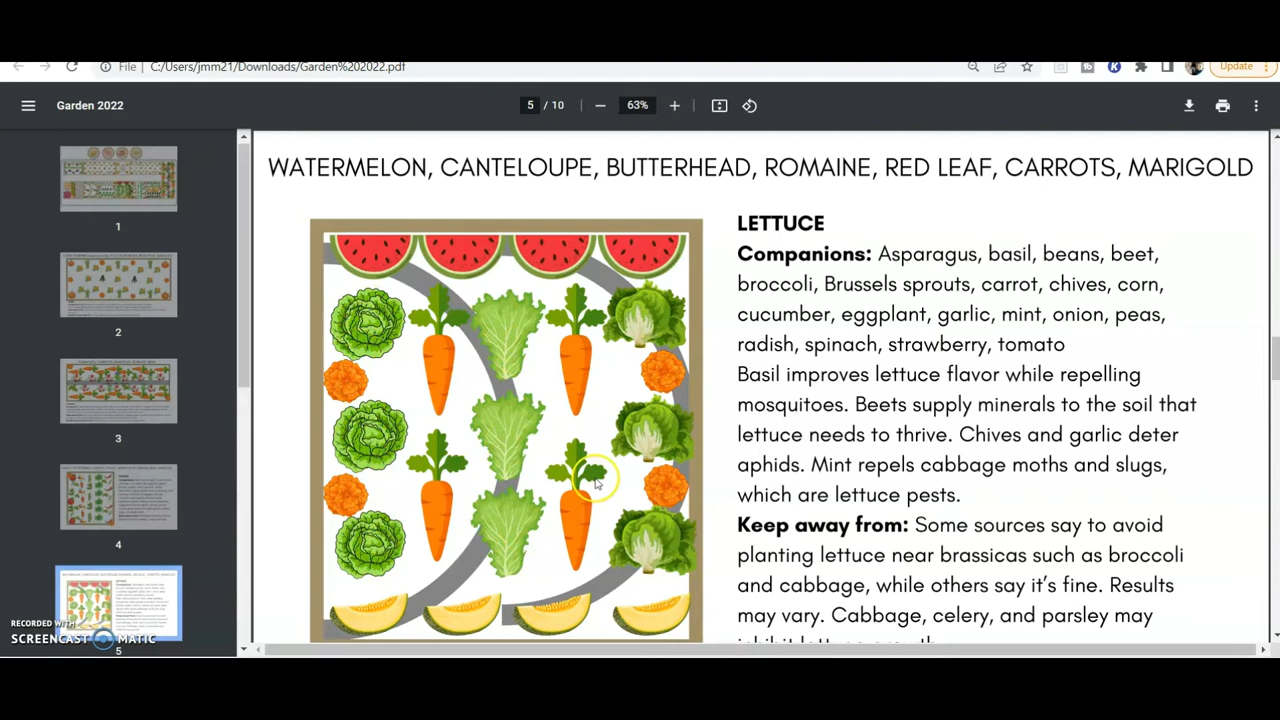 File C:/Users/jmm21/Downloads/Garden%202022.pdf
Update
Garden 2022
5 / 10
63%
1
2
3
4
5
WATERMELON, CANTELOUPE, BUTTERHEAD, ROMAINE, RED LEAF, CARROTS, MARIGOLD
LETTUCE
Companions: Asparagus, basil, beans, beet,
broccoli, Brussels sprouts, carrot, chives, corn,
cucumber, eggplant, garlic, mint, onion, peas,
radish, spinach, strawberry, tomato
Basil improves lettuce flavor while repelling
mosquitoes. Beets supply minerals to the soil that
lettuce needs to thrive. Chives and garlic deter
aphids. Mint repels cabbage moths and slugs,
which are lettuce pests.
Keep away from: Some sources say to avoid
planting lettuce near brassicas such as broccoli
and cabbage, while others say it's fine. Results
may vary. Cabbage, celery, and parsley may
RECORDED WITH
SCREENCAST MATIC